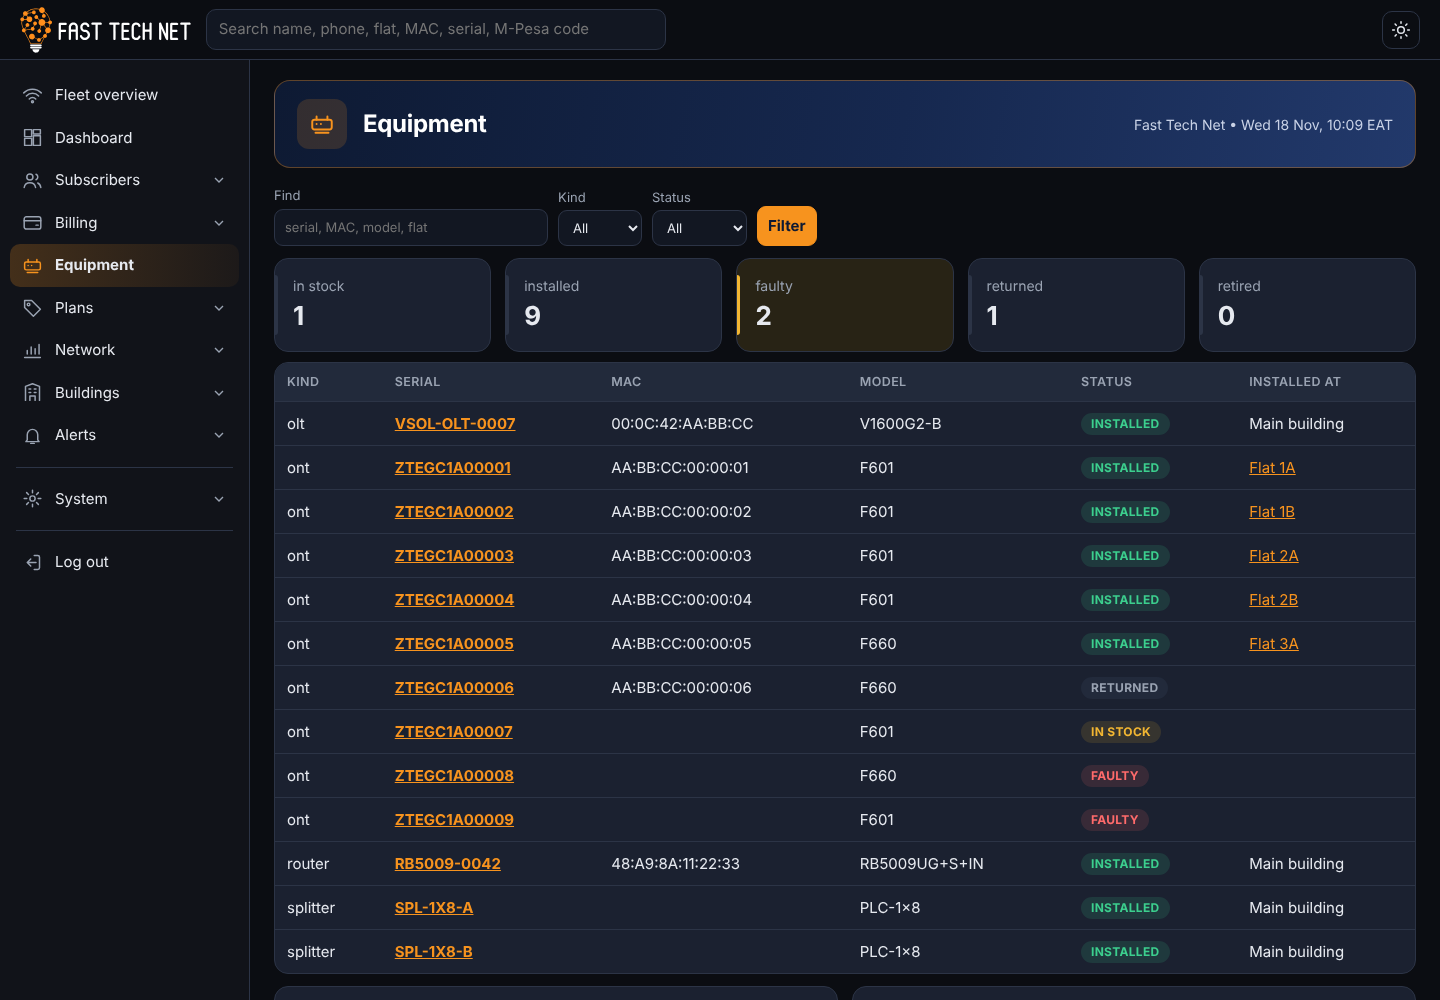 FAST TECH NET
Search name, phone, flat, MAC, serial, M-Pesa code
Fleet overview
Dashboard
Subscribers
Billing
Equipment
Plans
Network
Buildings
Alerts
System
Log out
Equipment
Fast Tech Net • Wed 18 Nov, 10:09 EAT
Find Kind Status
serial, MAC, model, flat All All Filter
in stock installed faulty returned retired
1 9 2 1 0
KIND SERIAL MAC MODEL STATUS INSTALLED AT
olt VSOL-OLT-0007 00:0C:42:AA:BB:CC V1600G2-B INSTALLED Main building
ont ZTEGC1A00001 AA:BB:CC:00:00:01 F601 INSTALLED Flat 1A
ont ZTEGC1A00002 AA:BB:CC:00:00:02 F601 INSTALLED Flat 1B
ont ZTEGC1A00003 AA:BB:CC:00:00:03 F601 INSTALLED Flat 2A
ont ZTEGC1A00004 AA:BB:CC:00:00:04 F601 INSTALLED Flat 2B
ont ZTEGC1A00005 AA:BB:CC:00:00:05 F660 INSTALLED Flat 3A
ont ZTEGC1A00006 AA:BB:CC:00:00:06 F660 RETURNED
ont ZTEGC1A00007 F601 IN STOCK
ont ZTEGC1A00008 F660 FAULTY
ont ZTEGC1A00009 F601 FAULTY
router RB5009-0042 48:A9:8A:11:22:33 RB5009UG+S+IN INSTALLED Main building
splitter SPL-1X8-A PLC-1×8 INSTALLED Main building
splitter SPL-1X8-B PLC-1×8 INSTALLED Main building